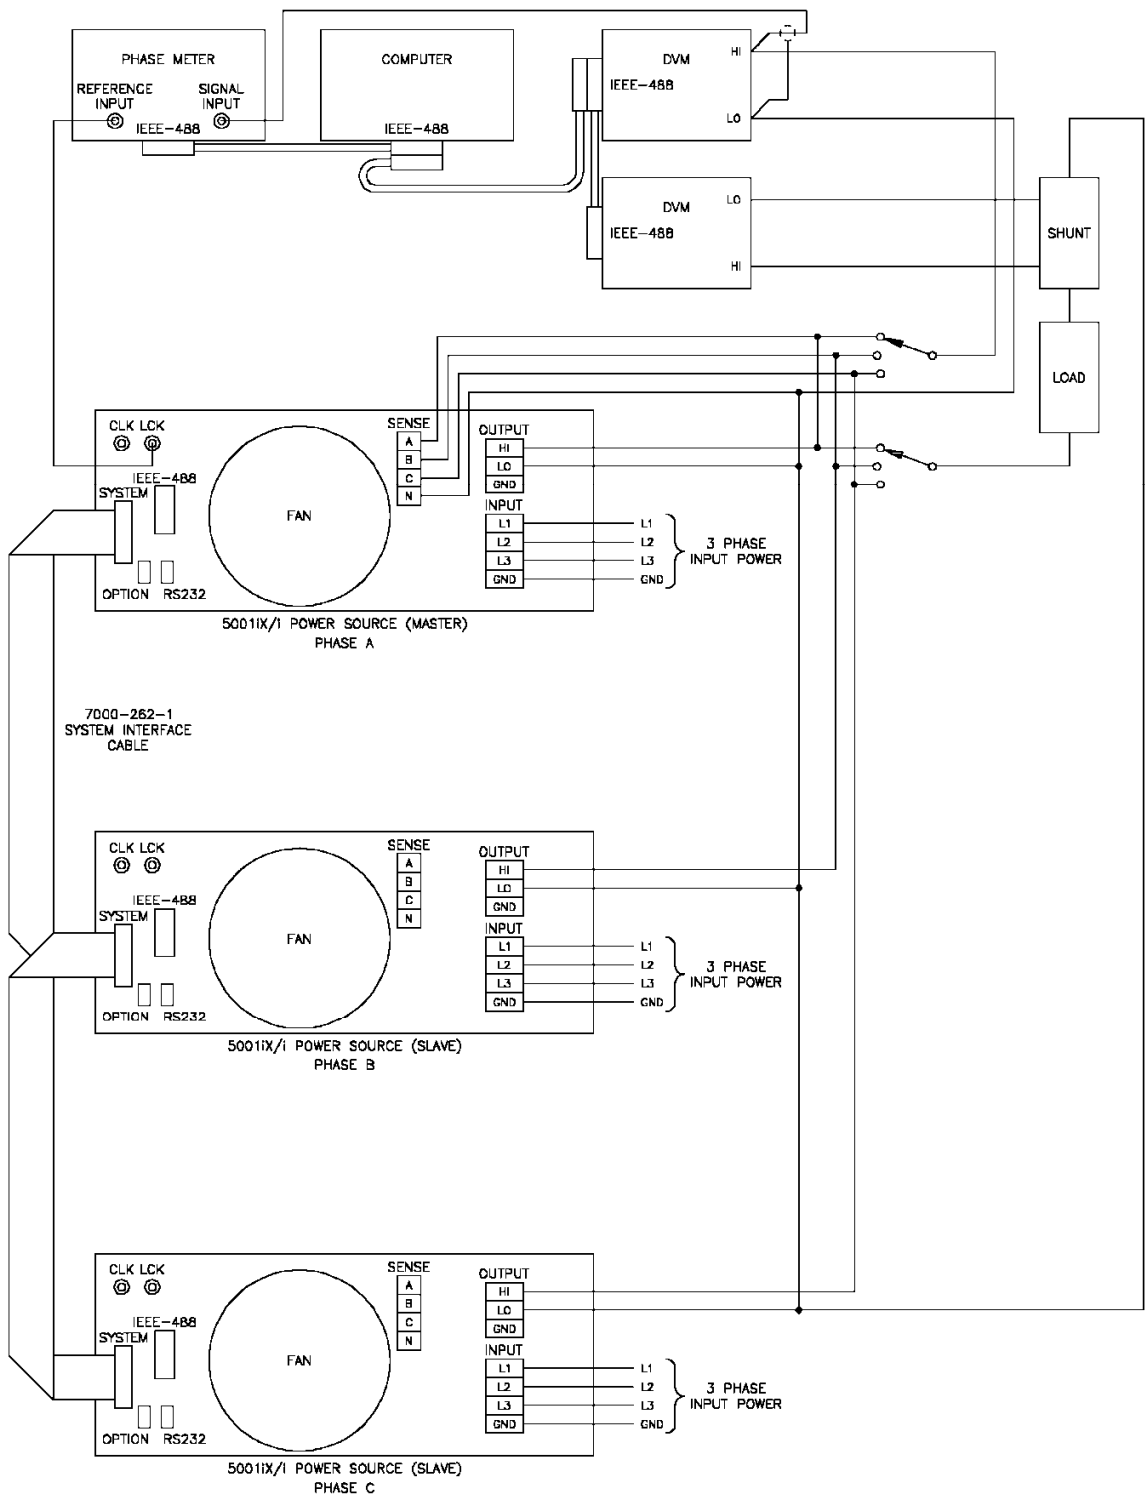 PHASE METER
REFERENCE
INPUT
SIGNAL
INPUT
IEEE-488
COMPUTER
IEEE-488
DVM
HI
IEEE-488
LO
DVM
LO
IEEE-488
HI
SHUNT
LOAD
CLK LCK
SENSE
A
B
C
N
OUTPUT
HI
LO
GND
IEEE-488
SYSTEM
FAN
INPUT
L1
L2
L3
GND
L1
L2
L3
GND
3 PHASE
INPUT POWER
OPTION RS232
5001iX/i POWER SOURCE (MASTER)
PHASE A
7000-262-1
SYSTEM INTERFACE
CABLE
CLK LCK
SENSE
A
B
C
N
OUTPUT
HI
LO
GND
IEEE-488
SYSTEM
FAN
INPUT
L1
L2
L3
GND
L1
L2
L3
GND
3 PHASE
INPUT POWER
OPTION RS232
5001iX/i POWER SOURCE (SLAVE)
PHASE B
CLK LCK
SENSE
A
B
C
N
OUTPUT
HI
LO
GND
IEEE-488
SYSTEM
FAN
INPUT
L1
L2
L3
GND
L1
L2
L3
GND
3 PHASE
INPUT POWER
OPTION RS232
5001iX/i POWER SOURCE (SLAVE)
PHASE C